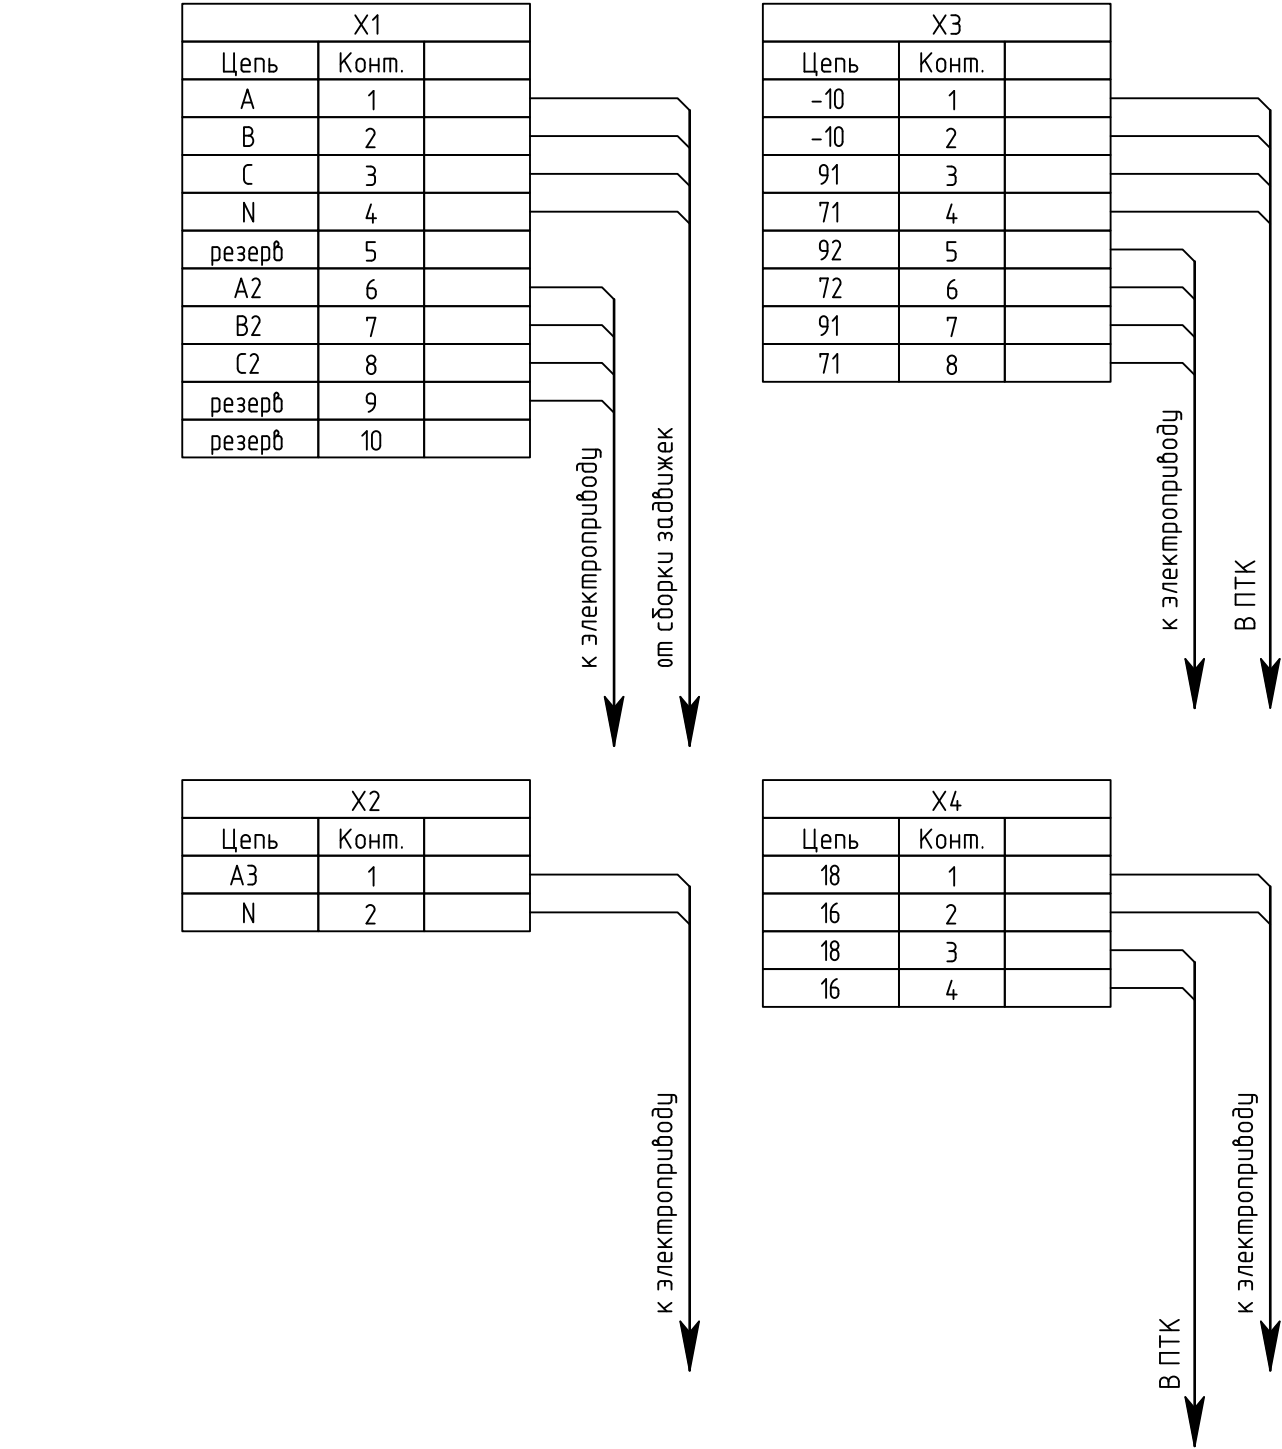 X1
Цепь Конт.
A 1
B 2
C 3
N 4
резерв 5
A2 6
B2 7
C2 8
резерв 9
резерв 10
к электроприводу
от сборки задвижек
X3
Цепь Конт.
-10 1
-10 2
91 3
71 4
92 5
72 6
91 7
71 8
к электроприводу
В ПТК
X2
Цепь Конт.
A3 1
N 2
к электроприводу
X4
Цепь Конт.
18 1
16 2
18 3
16 4
В ПТК
к электроприводу